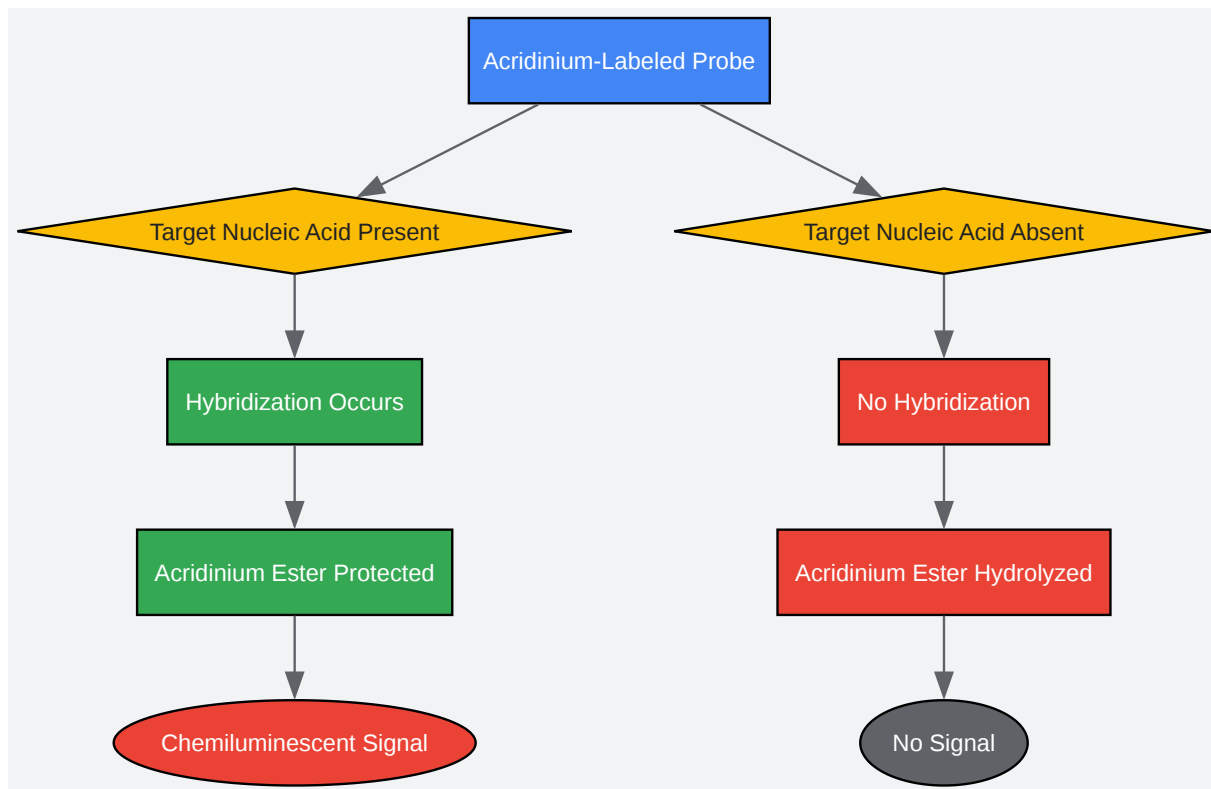 Acridinium-Labeled Probe
Target Nucleic Acid Present
Target Nucleic Acid Absent
Hybridization Occurs
No Hybridization
Acridinium Ester Protected
Acridinium Ester Hydrolyzed
Chemiluminescent Signal
No Signal